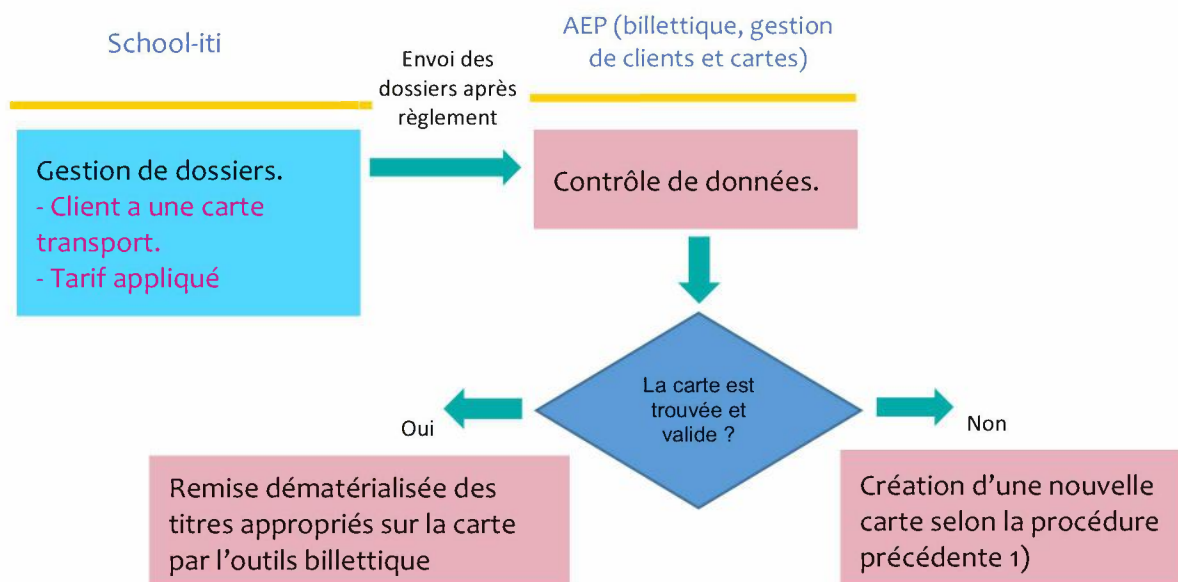 School-iti
Envoi des
dossiers après
règlement
AEP (billettique, gestion
de clients et cartes)
Gestion de dossiers.
- Client a une carte
transport.
- Tarif appliqué
Contrôle de données.
La carte est
trouvée et
valide ?
Oui
Non
Remise dématérialisée des
titres appropriés sur la carte
par l'outils billettique
Création d'une nouvelle
carte selon la procédure
précédente 1)